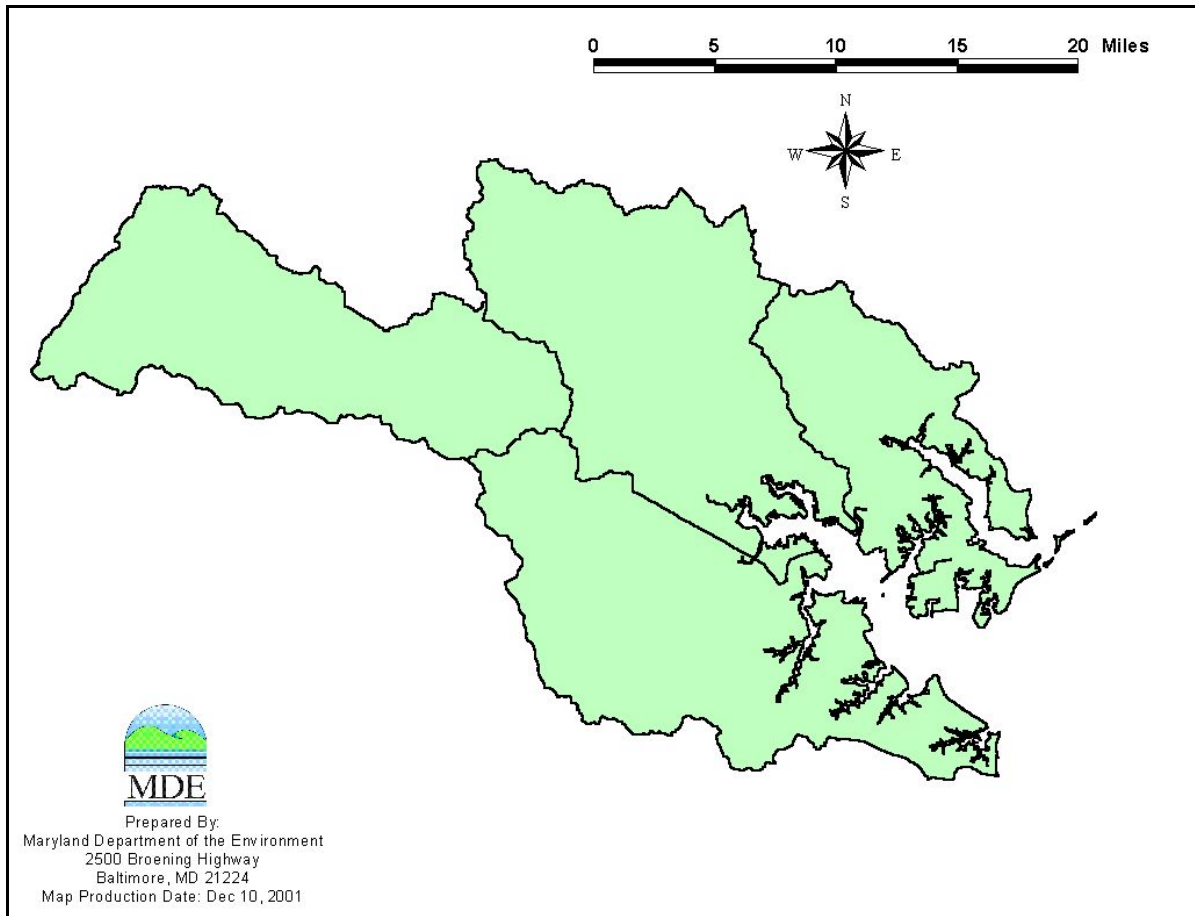 0 5 10 15 20 Miles
N
W E
S
MDE
Prepared By:
Maryland Department of the Environment
2500 Broening Highway
Baltimore, MD 21224
Map Production Date: Dec 10, 2001